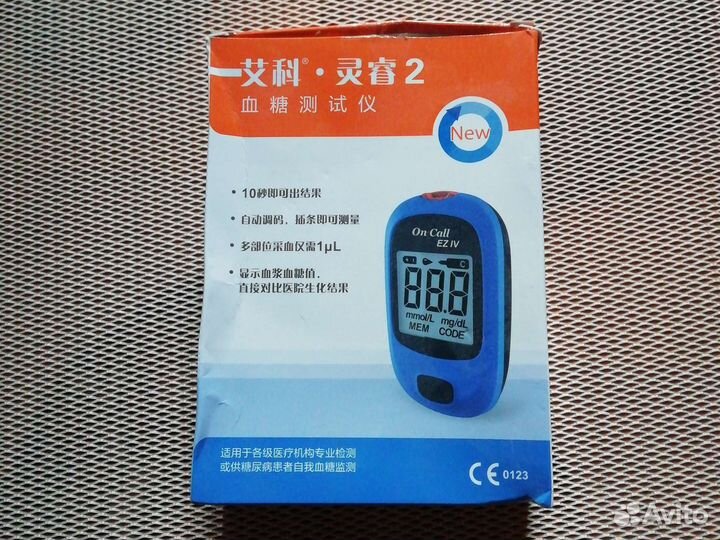 艾科®·灵睿2
血糖测试仪
New
· 10秒即可出结果
· 自动调码，插条即可测量
· 多部位采血仅需1μL
· 显示血浆血糖值，
直接对比医院生化结果
On Call
EZ IV
C
88.8
mmol/L mg/dL
MEM CODE
适用于各级医疗机构专业检测
或供糖尿病患者自我血糖监测
CE 0123
Avito